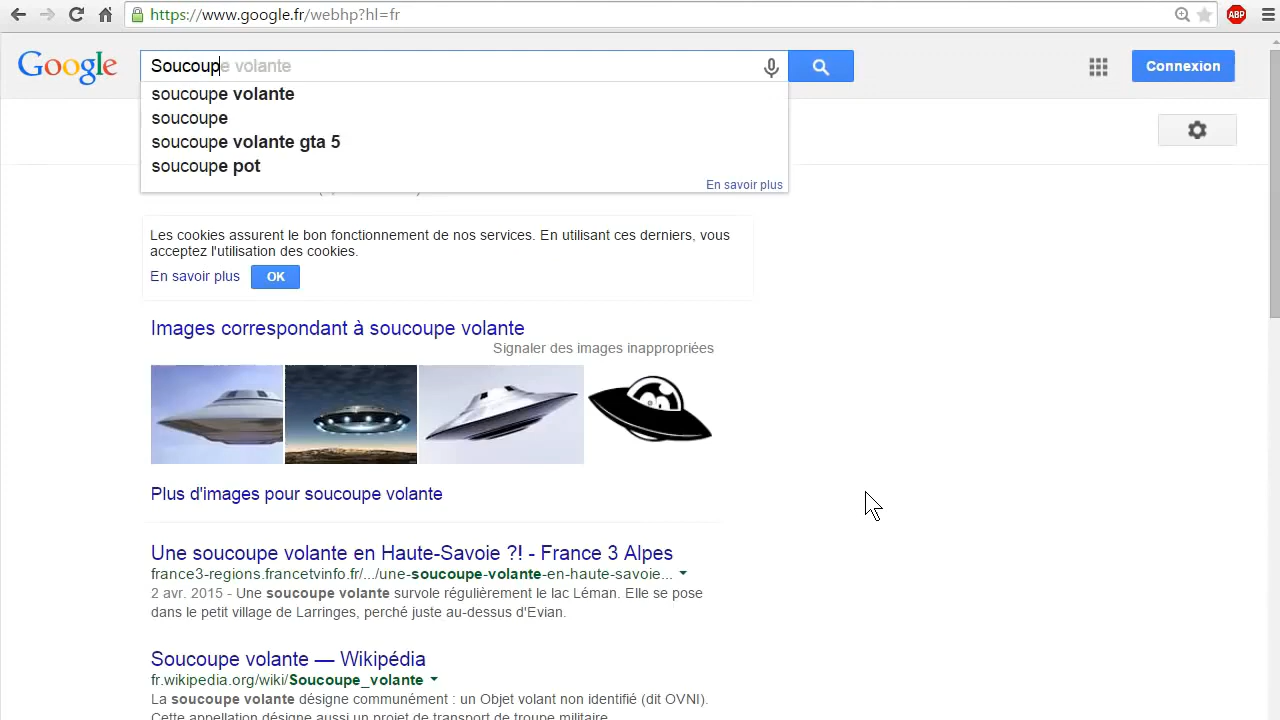 https://www.google.fr/webhp?hl=fr
ABP
Google
Soucoupe volante
Connexion
soucoupe volante
soucoupe
soucoupe volante gta 5
soucoupe pot
En savoir plus
Les cookies assurent le bon fonctionnement de nos services. En utilisant ces derniers, vous
acceptez l'utilisation des cookies.
En savoir plus
OK
Images correspondant à soucoupe volante
Signaler des images inappropriées
Plus d'images pour soucoupe volante
Une soucoupe volante en Haute-Savoie ?! - France 3 Alpes
france3-regions.francetvinfo.fr/.../une-soucoupe-volante-en-haute-savoie...
2 avr. 2015 - Une soucoupe volante survole régulièrement le lac Léman. Elle se pose
dans le petit village de Larringes, perché juste au-dessus d'Evian.
Soucoupe volante — Wikipédia
fr.wikipedia.org/wiki/Soucoupe_volante
La soucoupe volante désigne communément : un Objet volant non identifié (dit OVNI).
Cette appellation désigne aussi un projet de transport de troupe militaire